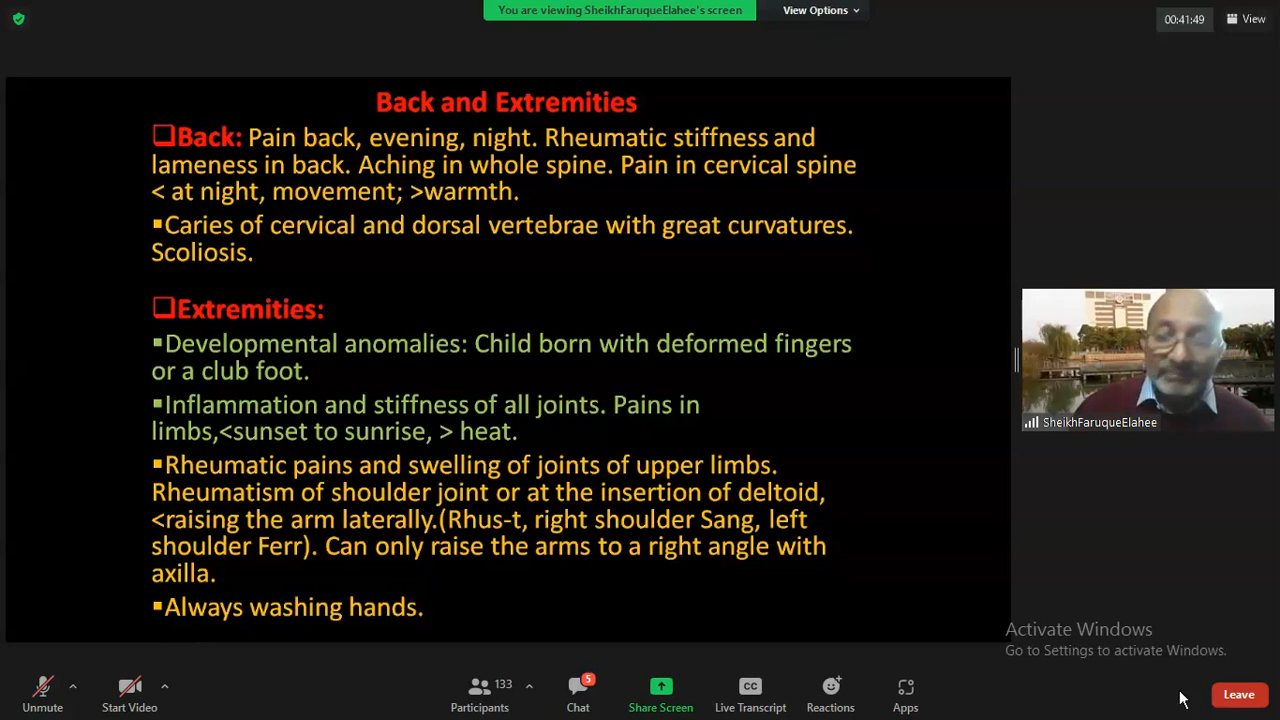 You are viewing SheikhFaruqueElahee's screen
View Options
00:41:49
View
Back and Extremities
❑Back: Pain back, evening, night. Rheumatic stiffness and
lameness in back. Aching in whole spine. Pain in cervical spine
< at night, movement; >warmth.
▪Caries of cervical and dorsal vertebrae with great curvatures.
Scoliosis.
❑Extremities:
▪Developmental anomalies: Child born with deformed fingers
or a club foot.
▪Inflammation and stiffness of all joints. Pains in
limbs,<sunset to sunrise, > heat.
▪Rheumatic pains and swelling of joints of upper limbs.
Rheumatism of shoulder joint or at the insertion of deltoid,
<raising the arm laterally.(Rhus-t, right shoulder Sang, left
shoulder Ferr). Can only raise the arms to a right angle with
axilla.
▪Always washing hands.
SheikhFaruqueElahee
Activate Windows
Go to Settings to activate Windows.
Unmute
Start Video
133
Participants
5
Chat
Share Screen
CC
Live Transcript
Reactions
Apps
Leave